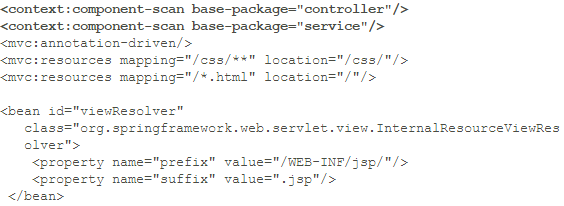 <context:component-scan base-package="controller"/>
<context:component-scan base-package="service"/>
<mvc:annotation-driven/>
<mvc:resources mapping="/css/**" location="/css/"/>
<mvc:resources mapping="/*.html" location="/"/>
<bean id="viewResolver"
class="org.springframework.web.servlet.view.InternalResourceViewRes
olver">
<property name="prefix" value="/WEB-INF/jsp/"/>
<property name="suffix" value=".jsp"/>
</bean>